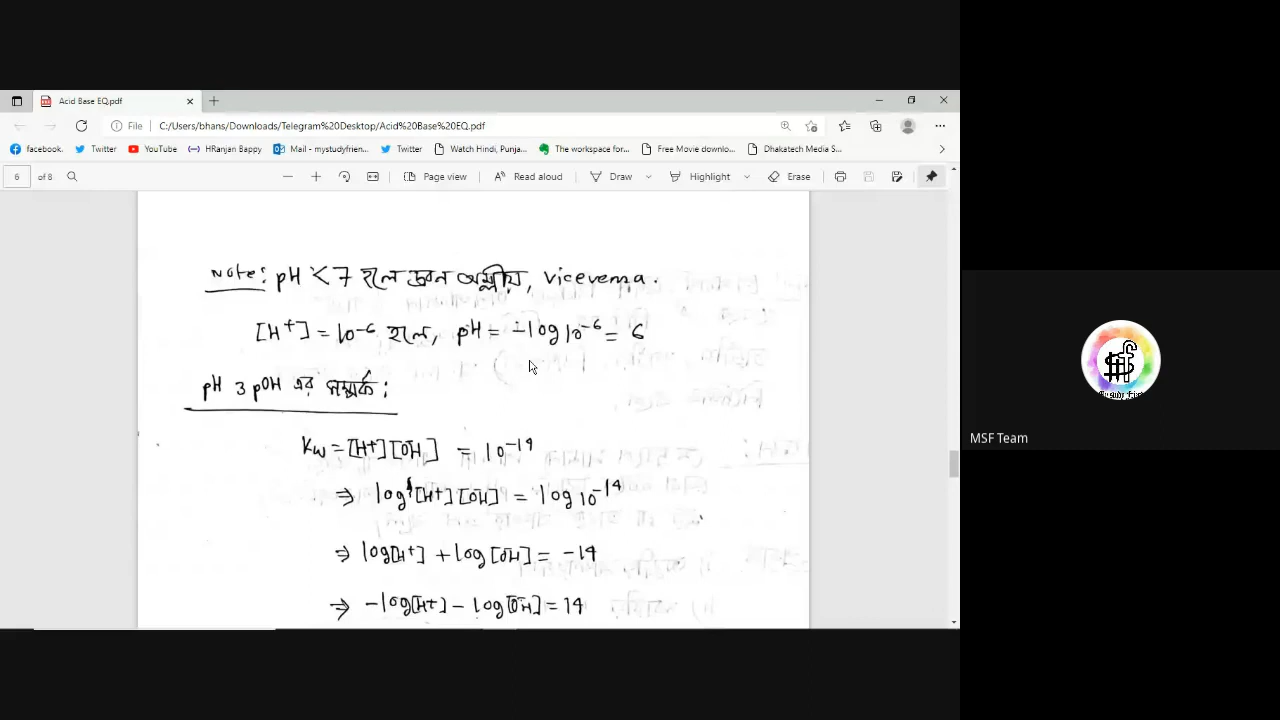 Acid Base EQ.pdf
File C:/Users/bhans/Downloads/Telegram%20Desktop/Acid%20Base%20EQ.pdf
facebook. Twitter YouTube HRanjan Bappy Mail - mystudyfrien... Twitter Watch Hindi, Punja... The workspace for... Free Movie downlo... Dhakatech Media S...
6 of 8 Page view Read aloud Draw Highlight Erase
Note: pH < 7 হলে দ্রবন অম্লীয়, vicevema.
[H+] = 10⁻⁶ হলে, pH = -log 10⁻⁶ = 6
pH ও pOH এর সম্পর্ক:
Kw = [H+][OH] = 10⁻¹⁴
⇒ log [H+][OH] = log 10⁻¹⁴
⇒ log[H+] + log[OH] = -14
⇒ -log[H+] - log[OH] = 14
MSF Team